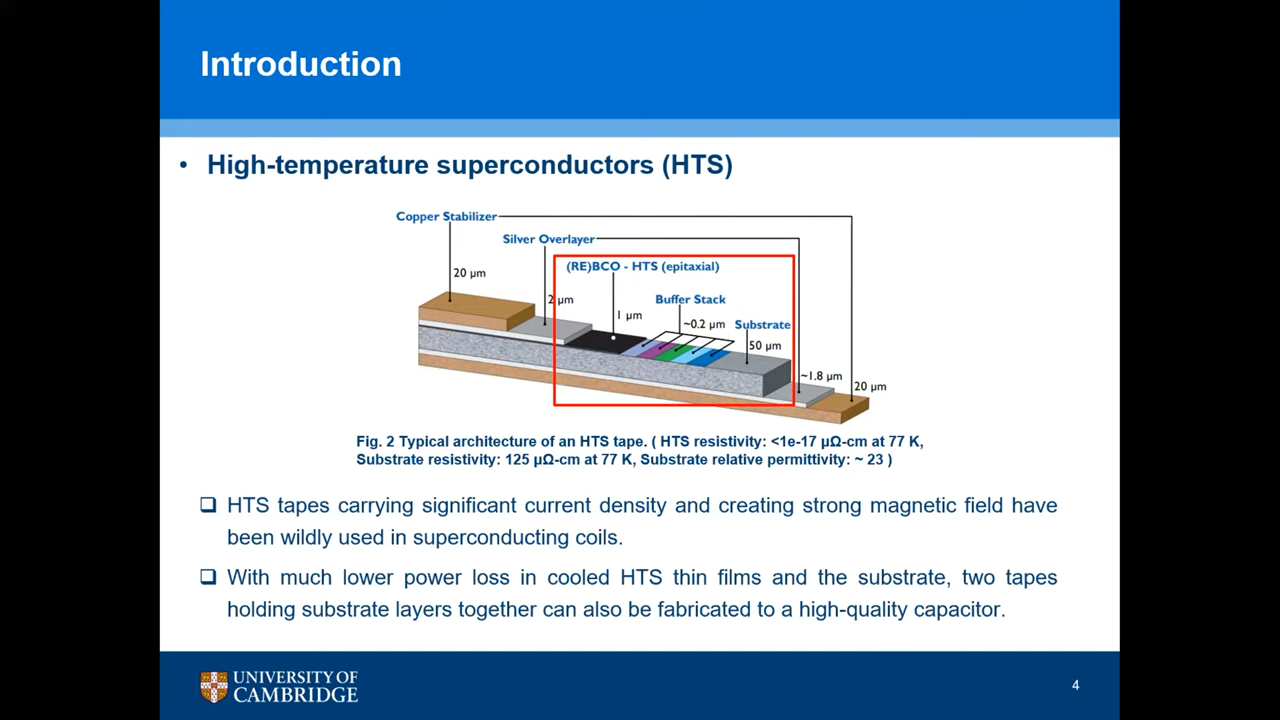 Introduction
• High-temperature superconductors (HTS)
Copper Stabilizer
Silver Overlayer
(RE)BCO - HTS (epitaxial)
20 µm
2 µm
Buffer Stack
1 µm
~0.2 µm
Substrate
50 µm
~1.8 µm
20 µm
Fig. 2 Typical architecture of an HTS tape. ( HTS resistivity: <1e-17 µΩ-cm at 77 K,
Substrate resistivity: 125 µΩ-cm at 77 K, Substrate relative permittivity: ~ 23 )
❑ HTS tapes carrying significant current density and creating strong magnetic field have
been wildly used in superconducting coils.
❑ With much lower power loss in cooled HTS thin films and the substrate, two tapes
holding substrate layers together can also be fabricated to a high-quality capacitor.
UNIVERSITY OF
CAMBRIDGE
4